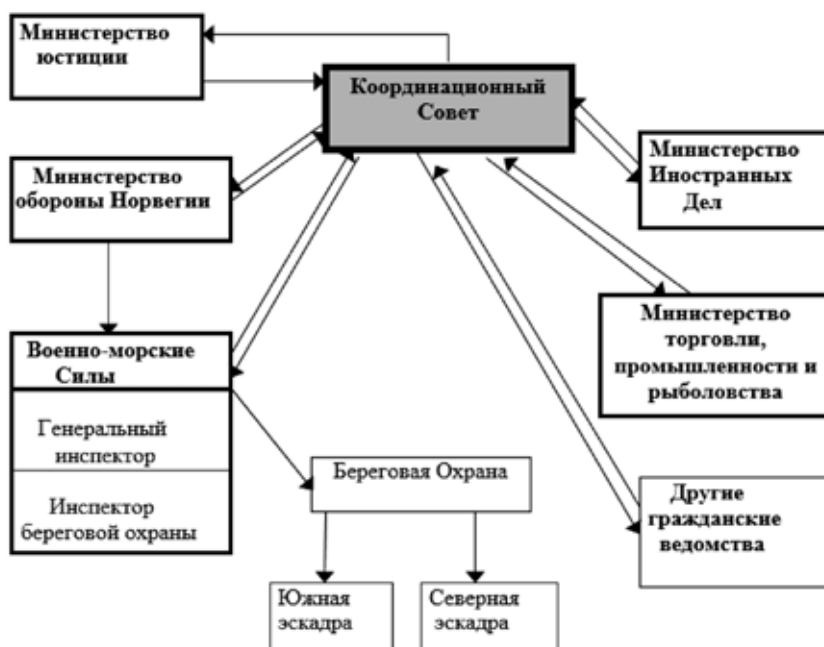 Министерство
юстиции
Координационный
Совет
Министерство
обороны Норвегии
Министерство
Иностранных
Дел
Министерство
торговли,
промышленности и
рыболовства
Военно-морские
Силы
Генеральный
инспектор
Инспектор
береговой охраны
Береговая Охрана
Другие
гражданские
ведомства
Южная
эскадра
Северная
эскадра